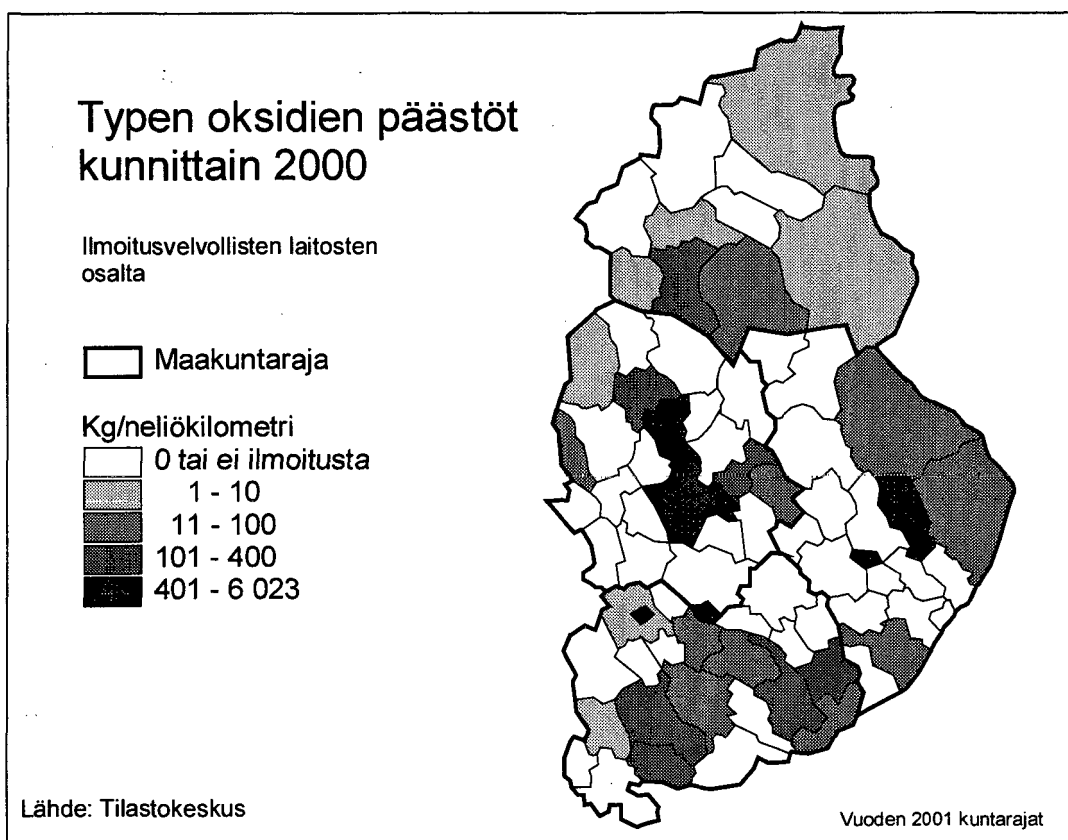 Typen oksidien päästöt
kunnittain 2000
Ilmoitusvelvollisten laitosten
osalta
Maakuntaraja
Kg/neliökilometri
0 tai ei ilmoitusta
1 - 10
11 - 100
101 - 400
401 - 6 023
Lähde: Tilastokeskus
Vuoden 2001 kuntarajat